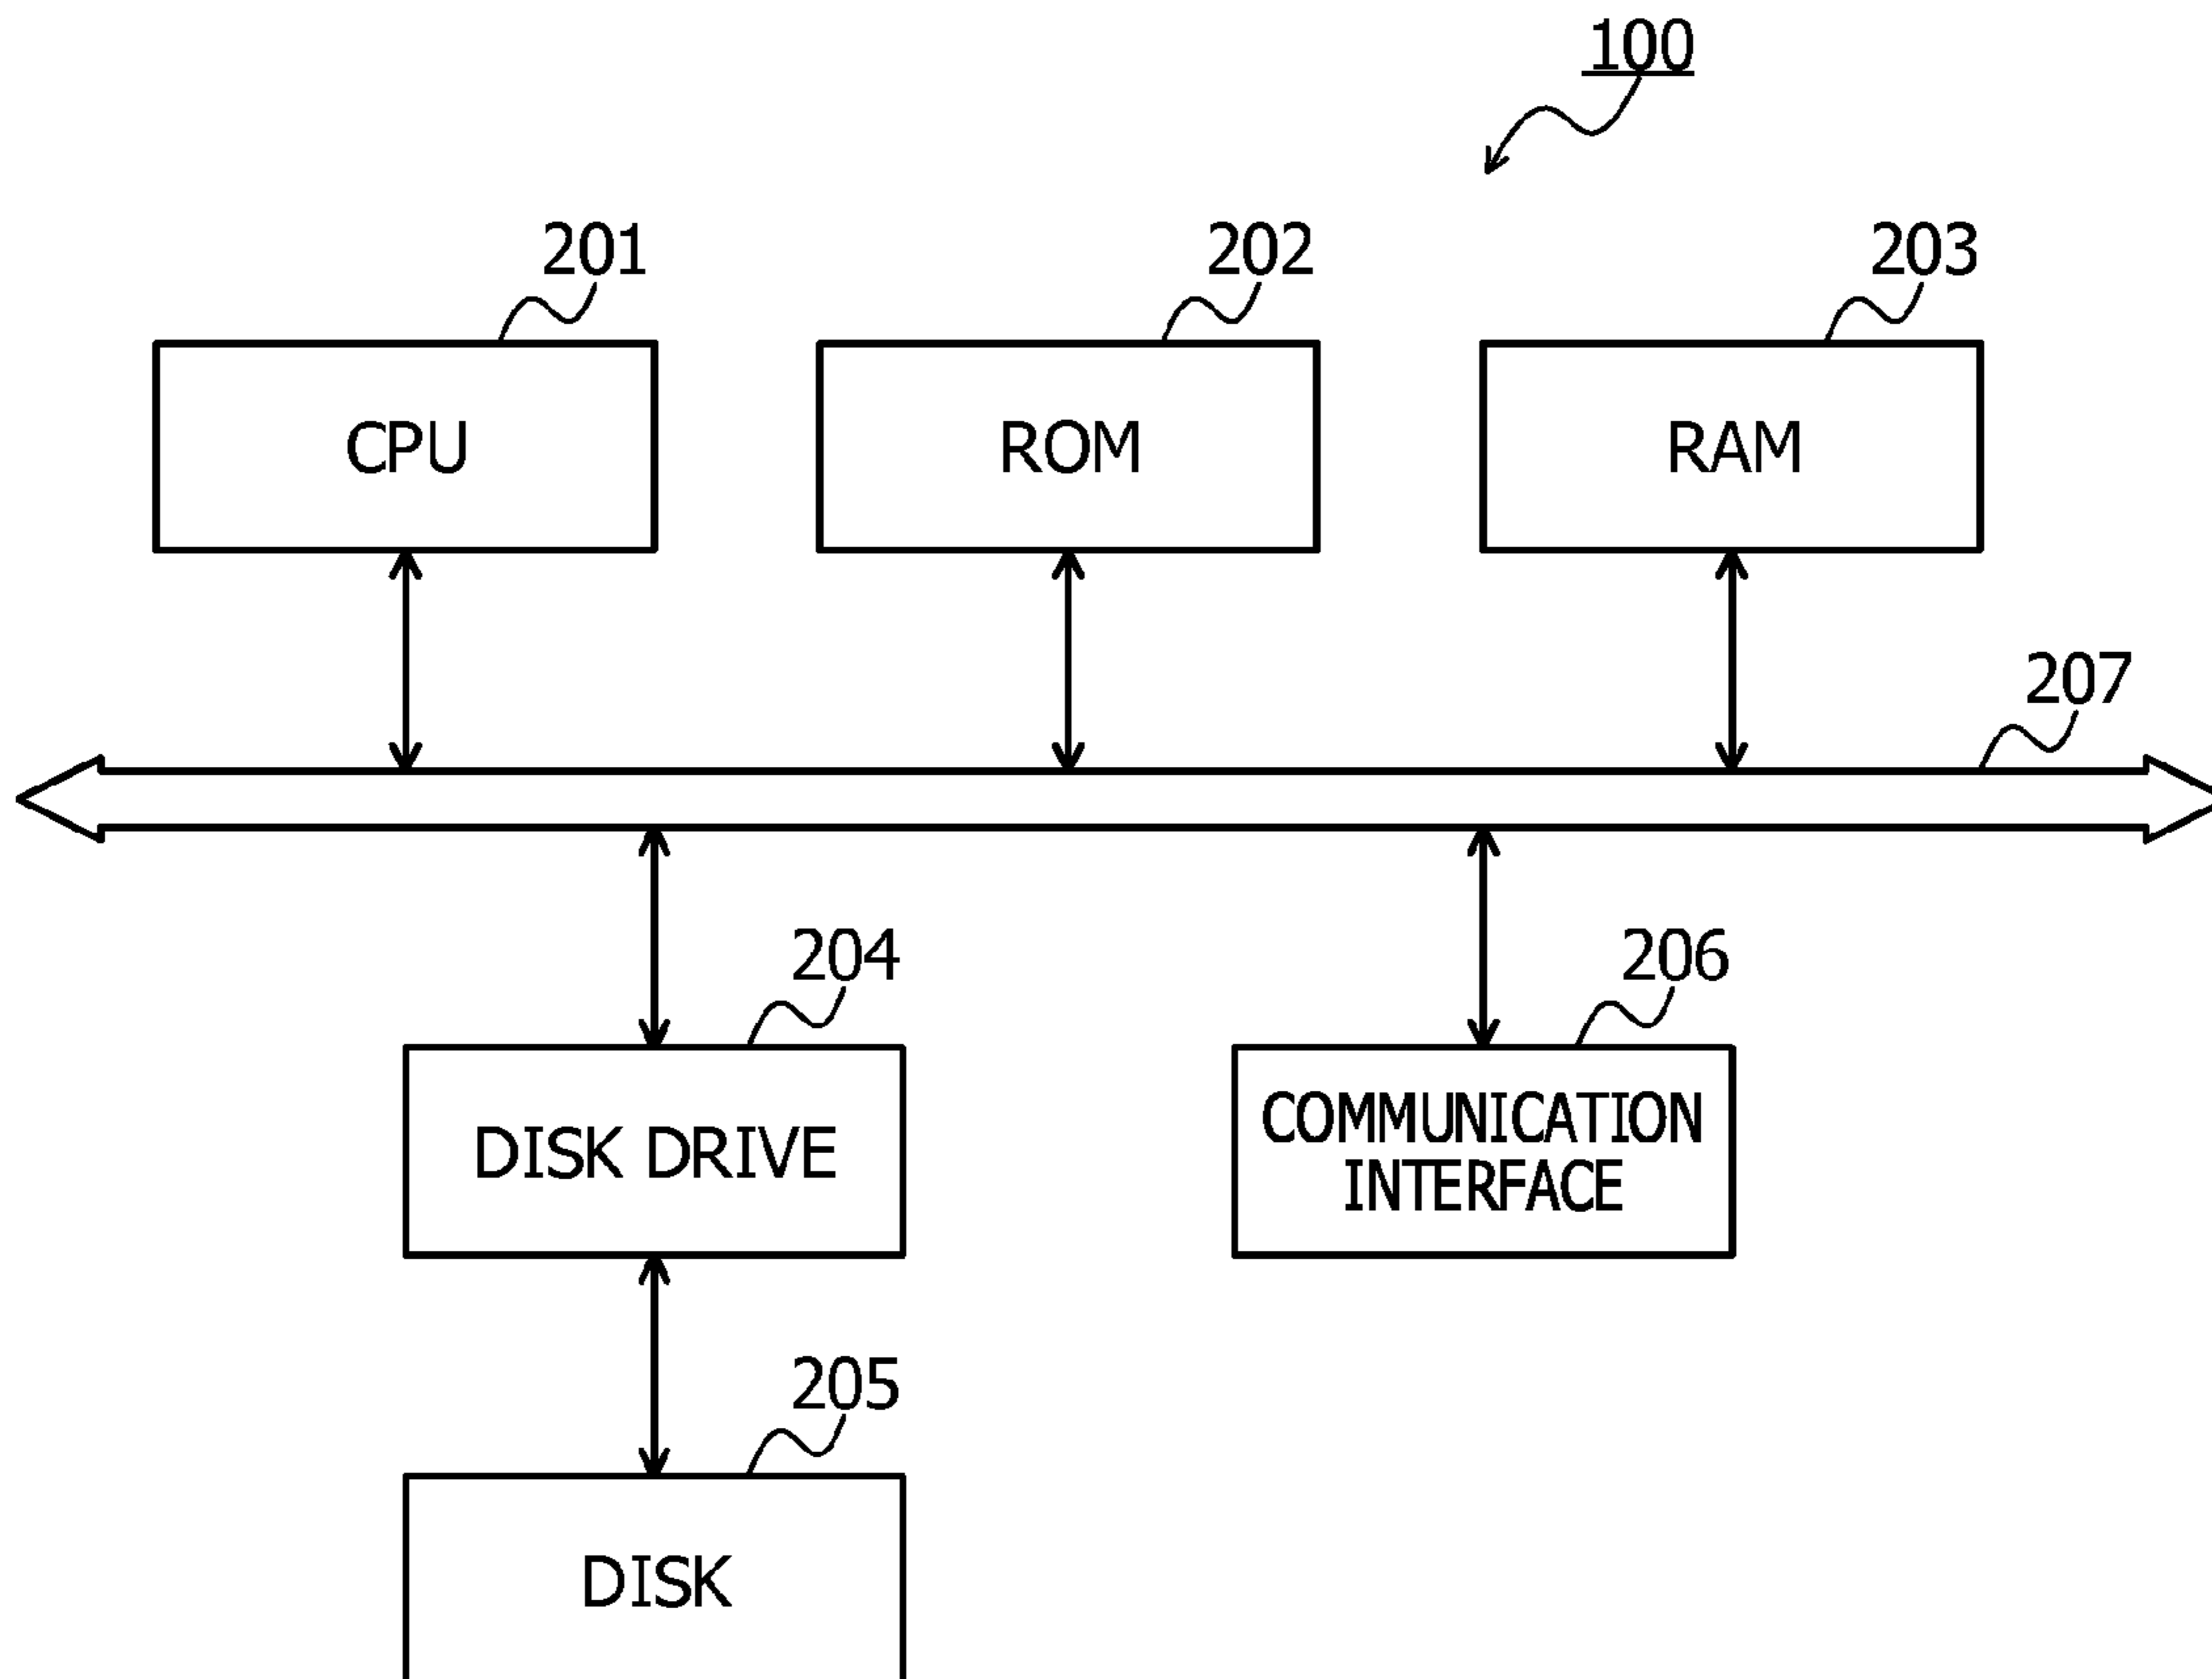 100
201
202
203
CPU
ROM
RAM
207
204
206
DISK DRIVE
COMMUNICATION
INTERFACE
205
DISK